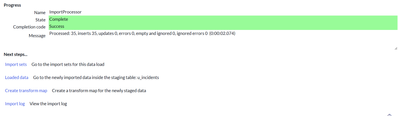 Progress
Name ImportProcessor
State Complete
Completion code Success
Message Processed: 35, inserts 35, updates 0, errors 0, empty and ignored 0, ignored errors 0 (0:00:02.074)
Next steps...
Import sets Go to the import sets for this data load
Loaded data Go to the newly imported data inside the staging table: u_incidents
Create transform map Create a transform map for the newly staged data
Import log View the import log